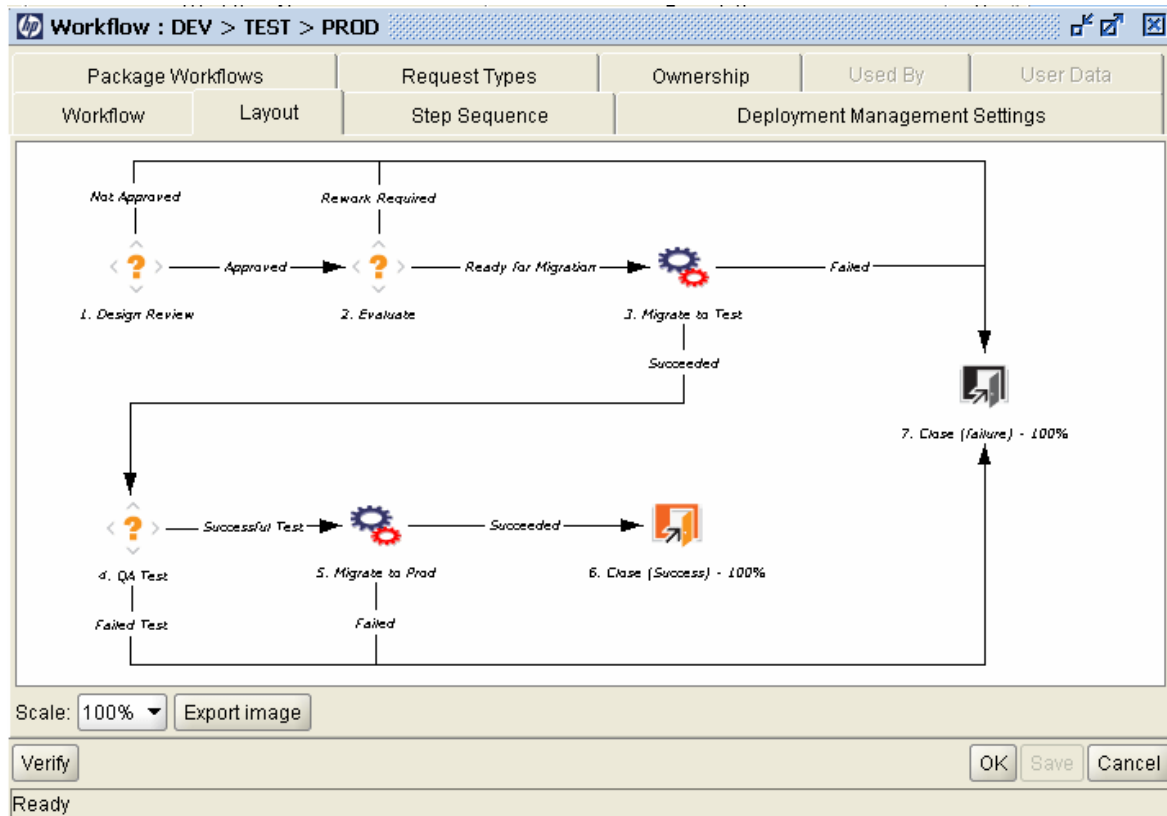 hp Workflow : DEV > TEST > PROD
Package Workflows Request Types Ownership Used By User Data
Workflow Layout Step Sequence Deployment Management Settings
Not Approved Rework Required
Approved Ready for Migration Failed
1. Design Review 2. Evaluate 3. Migrate to Test
Succeeded
7. Close (failure) - 100%
Successful Test Succeeded
4. QA Test 5. Migrate to Prod 6. Close (Success) - 100%
Failed Test Failed
Scale: 100% Export image
Verify OK Save Cancel
Ready